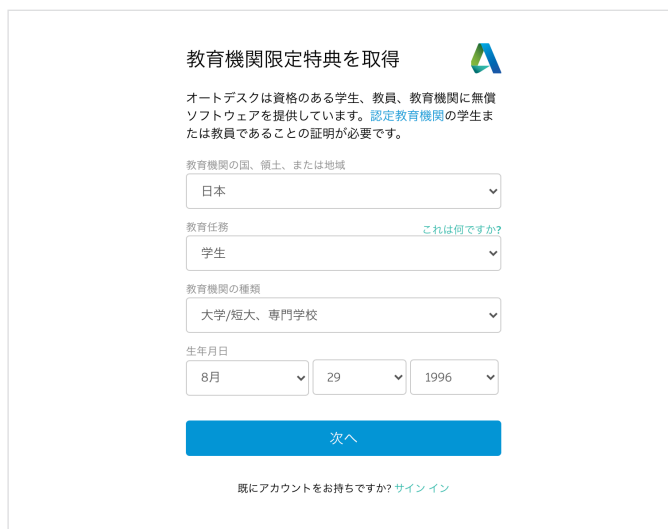 教育機関限定特典を取得
オートデスクは資格のある学生、教員、教育機関に無償
ソフトウェアを提供しています。認定教育機関の学生ま
たは教員であることの証明が必要です。
教育機関の国、領土、または地域
日本
教育任務 これは何ですか?
学生
教育機関の種類
大学/短大、専門学校
生年月日
8月 29 1996
次へ
既にアカウントをお持ちですか? サイン イン